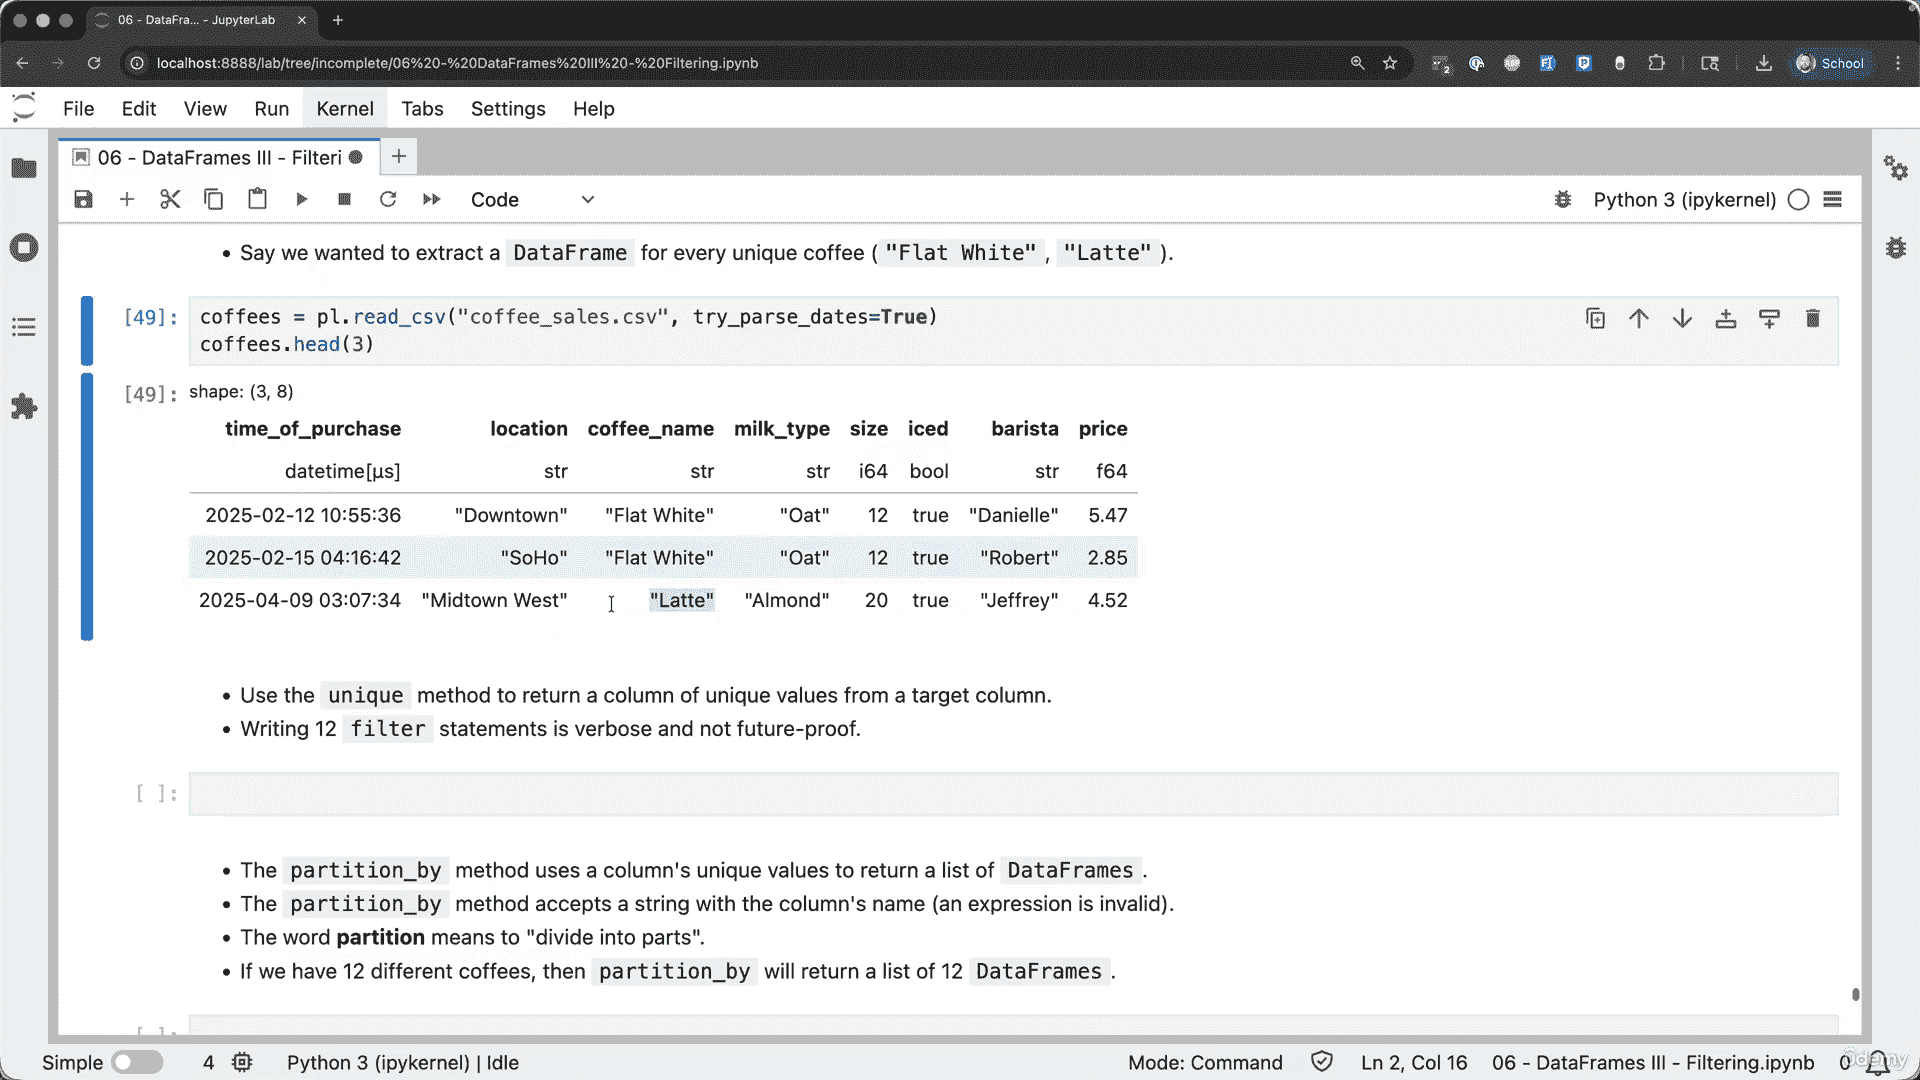 06 - DataFra... - JupyterLab
localhost:8888/lab/tree/incomplete/06%20-%20DataFrames%20III%20-%20Filtering.ipynb
2
School
File Edit View Run Kernel Tabs Settings Help
06 - DataFrames III - Filteri
Code
Python 3 (ipykernel)
• Say we wanted to extract a DataFrame for every unique coffee ( "Flat White" , "Latte" ).
[49]: coffees = pl.read_csv("coffee_sales.csv", try_parse_dates=True)
coffees.head(3)
[49]: shape: (3, 8)
time_of_purchase location coffee_name milk_type size iced barista price
datetime[μs] str str str i64 bool str f64
2025-02-12 10:55:36 "Downtown" "Flat White" "Oat" 12 true "Danielle" 5.47
2025-02-15 04:16:42 "SoHo" "Flat White" "Oat" 12 true "Robert" 2.85
2025-04-09 03:07:34 "Midtown West" "Latte" "Almond" 20 true "Jeffrey" 4.52
• Use the unique method to return a column of unique values from a target column.
• Writing 12 filter statements is verbose and not future-proof.
[ ]:
• The partition_by method uses a column's unique values to return a list of DataFrames .
• The partition_by method accepts a string with the column's name (an expression is invalid).
• The word partition means to "divide into parts".
• If we have 12 different coffees, then partition_by will return a list of 12 DataFrames .
[ ]:
Simple 4 Python 3 (ipykernel) | Idle Mode: Command Ln 2, Col 16 06 - DataFrames III - Filtering.ipynb 0
Udemy